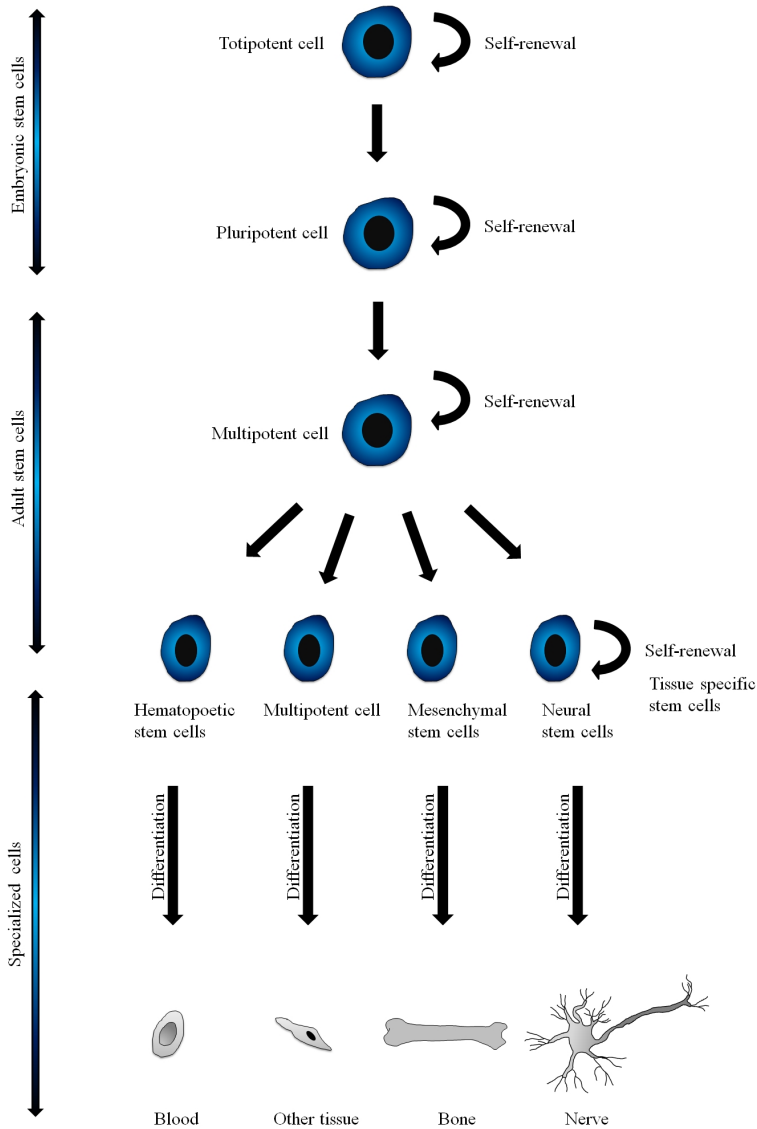 Embryonic stem cells
Totipotent cell
Self-renewal
Pluripotent cell
Self-renewal
Adult stem cells
Multipotent cell
Self-renewal
Self-renewal
Tissue specific
stem cells
Hematopoetic
stem cells
Multipotent cell
Mesenchymal
stem cells
Neural
stem cells
Specialized cells
Differentiation
Differentiation
Differentiation
Differentiation
Blood
Other tissue
Bone
Nerve